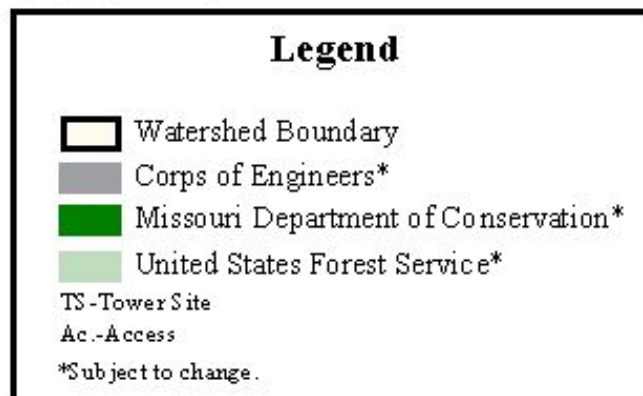 Legend
Watershed Boundary
Corps of Engineers*
Missouri Department of Conservation*
United States Forest Service*
TS-Tower Site
Ac.-Access
*Subject to change.